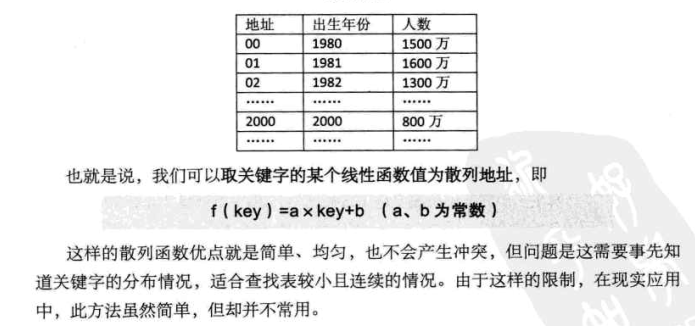 地址 出生年份 人数
00 1980 1500 万
01 1981 1600 万
02 1982 1300 万
…… …… ……
2000 2000 800 万
…… …… ……
也就是说，我们可以取关键字的某个线性函数值为散列地址，即
f（key）=a×key+b （a、b 为常数）
这样的散列函数优点就是简单、均匀，也不会产生冲突，但问题是这需要事先知
道关键字的分布情况，适合查找表较小且连续的情况。由于这样的限制，在现实应用
中，此方法虽然简单，但却并不常用。